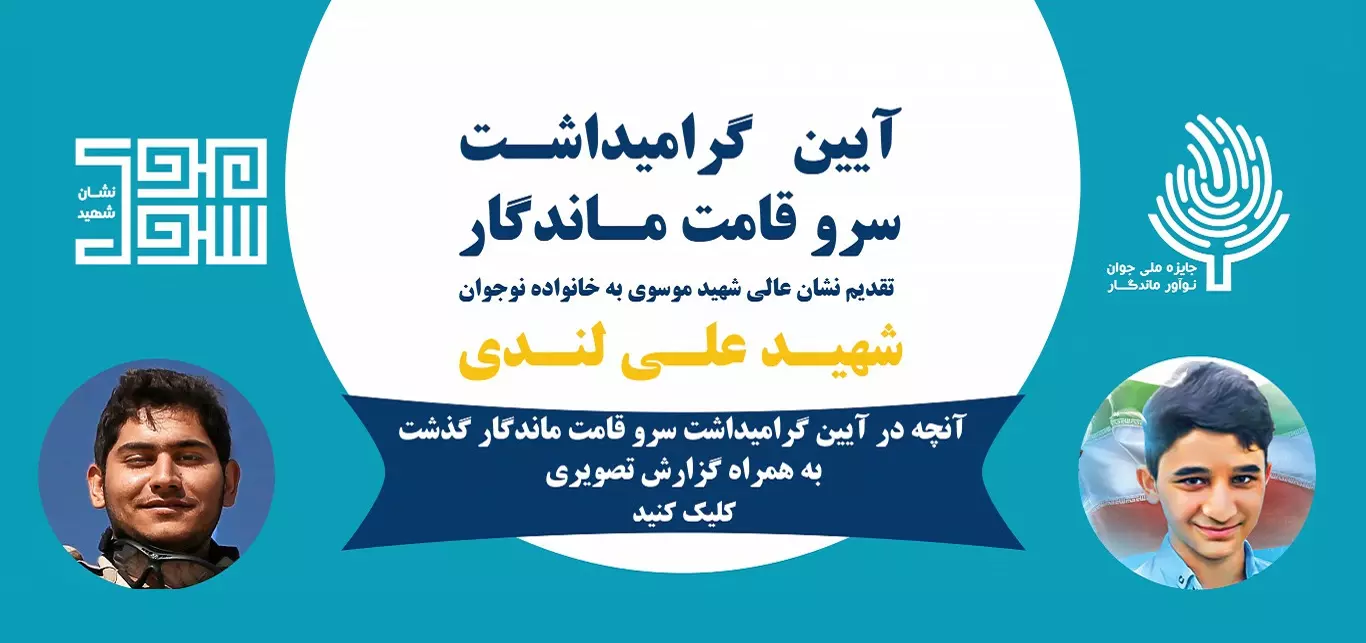 آیین گرامیداشت
سرو قامت ماندگار
تقدیم نشان عالی شهید موسوی به خانواده نوجوان
شهید علی لندی
آنچه در آیین گرامیداشت سرو قامت ماندگار گذشت
به همراه گزارش تصویری
کلیک کنید
جایزه ملی جوان
نوآور ماندگار
نشان
شهید
موسوی